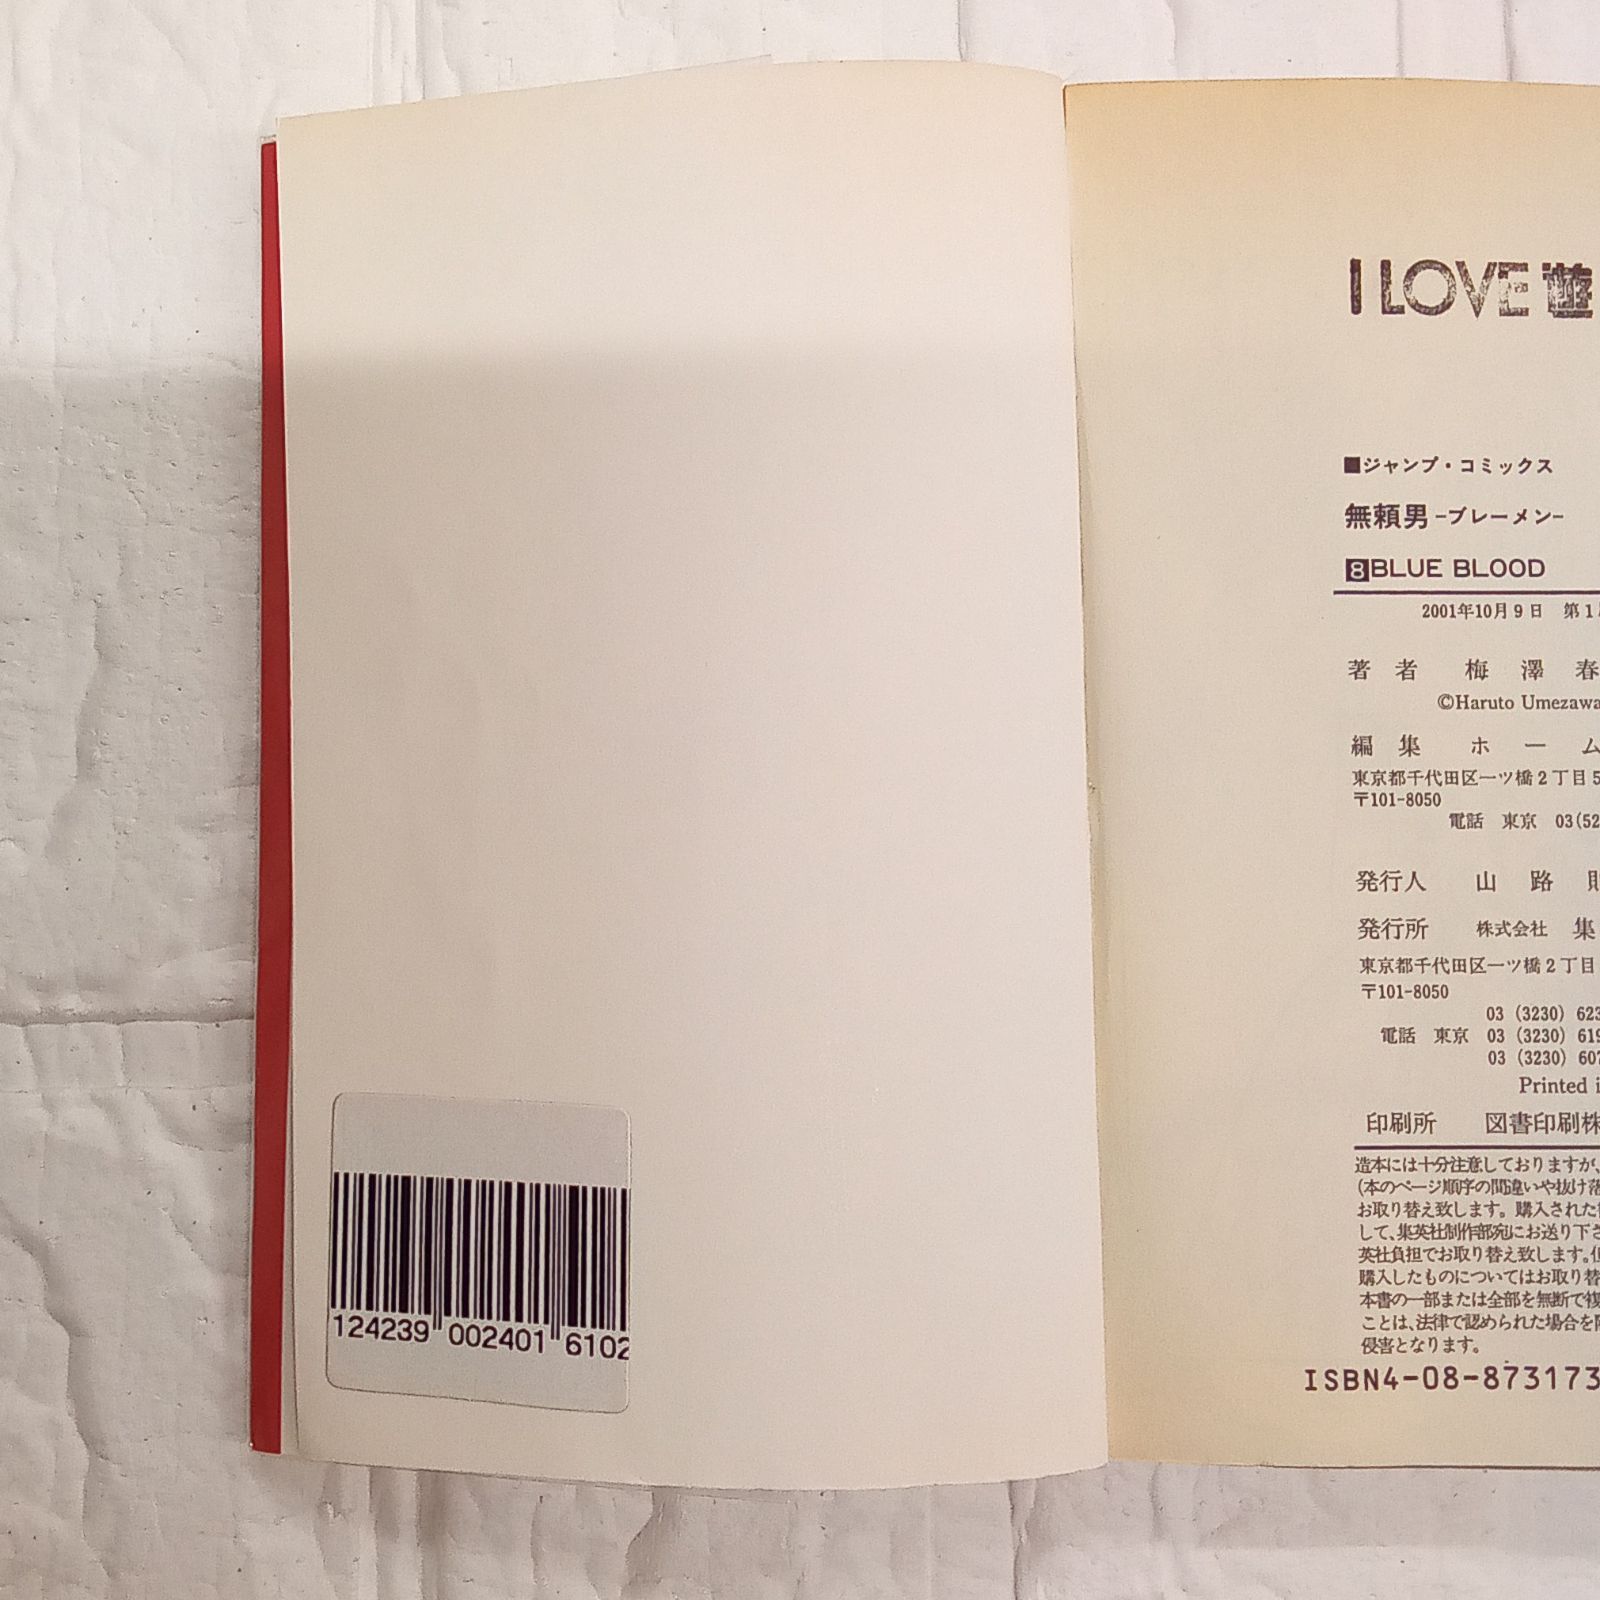 I LOVE 遊
■ジャンプ・コミックス
無頼男-ブレーメン-
8 BLUE BLOOD
2001年10月9日 第1
著者 梅澤春
©Haruto Umezawa
編集 ホーム
東京都千代田区一ツ橋2丁目5
〒101-8050
電話 東京 03(52
発行人 山路
発行所 株式会社 集
東京都千代田区一ツ橋2丁目
〒101-8050
03 (3230) 623
電話 東京 03 (3230) 619
03 (3230) 607
Printed i
印刷所 図書印刷株
造本には十分注意しておりますが、
(本のページ順序の間違いや抜け落
お取り替え致します。購入された
して、集英社制作部宛にお送り下さ
英社負担でお取り替え致します。但
購入したものについてはお取り替
本書の一部または全部を無断で複
ことは、法律で認められた場合を除
侵害となります。
ISBN4-08-873173
124239 002401 6102